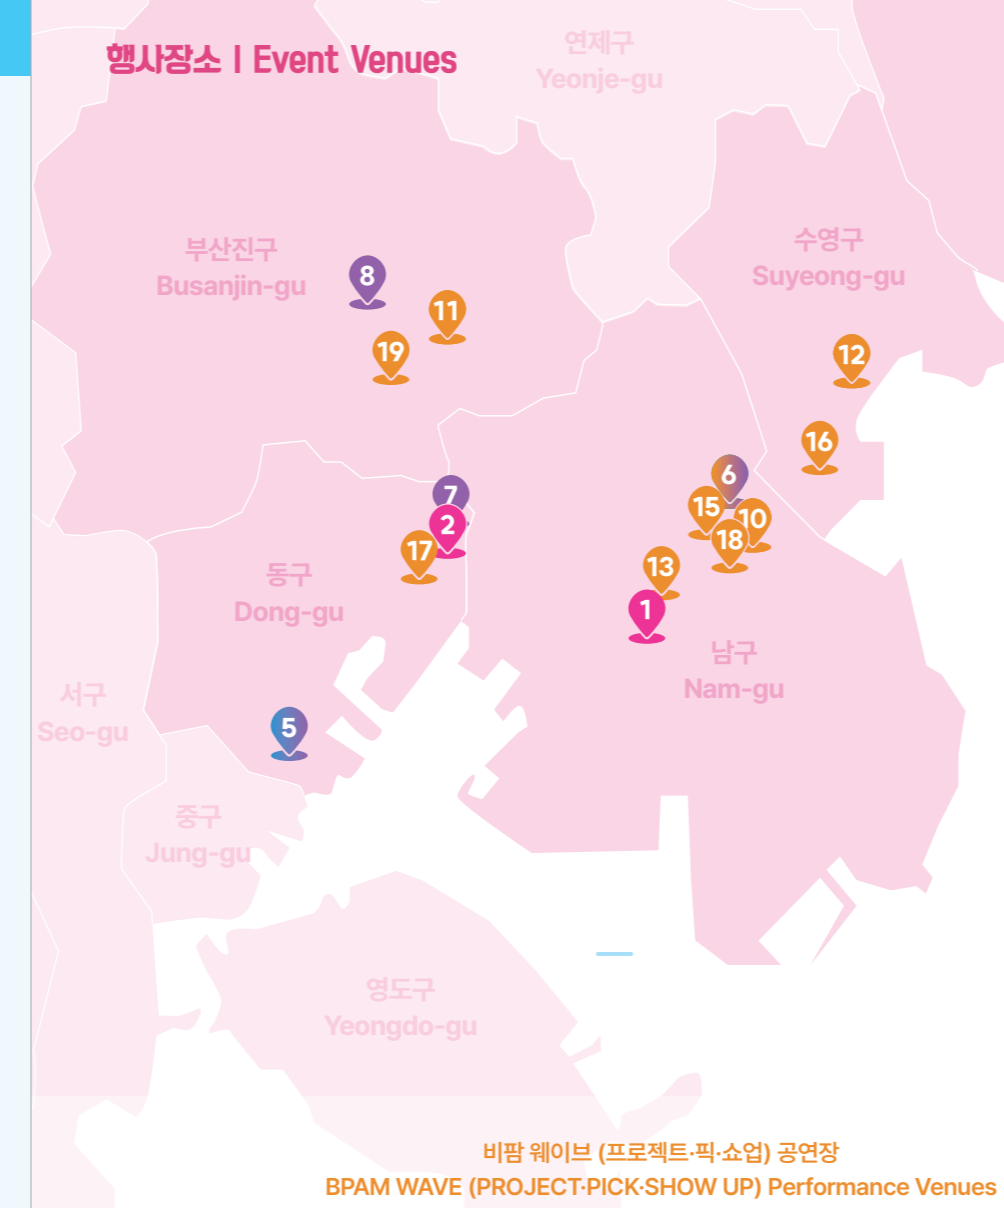 행사장소 | Event Venues
연제구
Yeonje-gu
부산진구
Busanjin-gu
수영구
Suyeong-gu
8
11
19
12
16
6
7
15
10
2
18
17
13
1
동구
Dong-gu
남구
Nam-gu
서구
Seo-gu
5
중구
Jung-gu
영도구
Yeongdo-gu
비팜 웨이브 (프로젝트·픽·쇼업) 공연장
BPAM WAVE (PROJECT·PICK·SHOW UP) Performance Venues